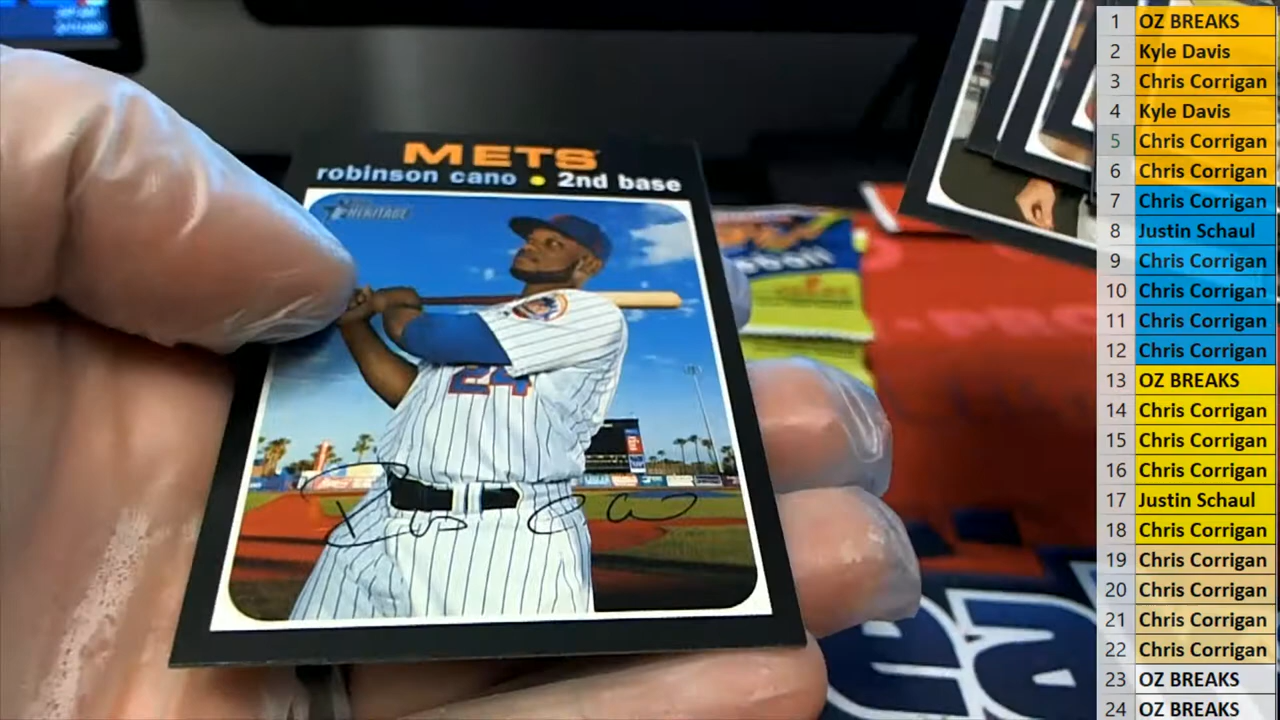 METS
robinson cano • 2nd base
HERITAGE
24
1 OZ BREAKS
2 Kyle Davis
3 Chris Corrigan
4 Kyle Davis
5 Chris Corrigan
6 Chris Corrigan
7 Chris Corrigan
8 Justin Schaul
9 Chris Corrigan
10 Chris Corrigan
11 Chris Corrigan
12 Chris Corrigan
13 OZ BREAKS
14 Chris Corrigan
15 Chris Corrigan
16 Chris Corrigan
17 Justin Schaul
18 Chris Corrigan
19 Chris Corrigan
20 Chris Corrigan
21 Chris Corrigan
22 Chris Corrigan
23 OZ BREAKS
24 OZ BREAKS